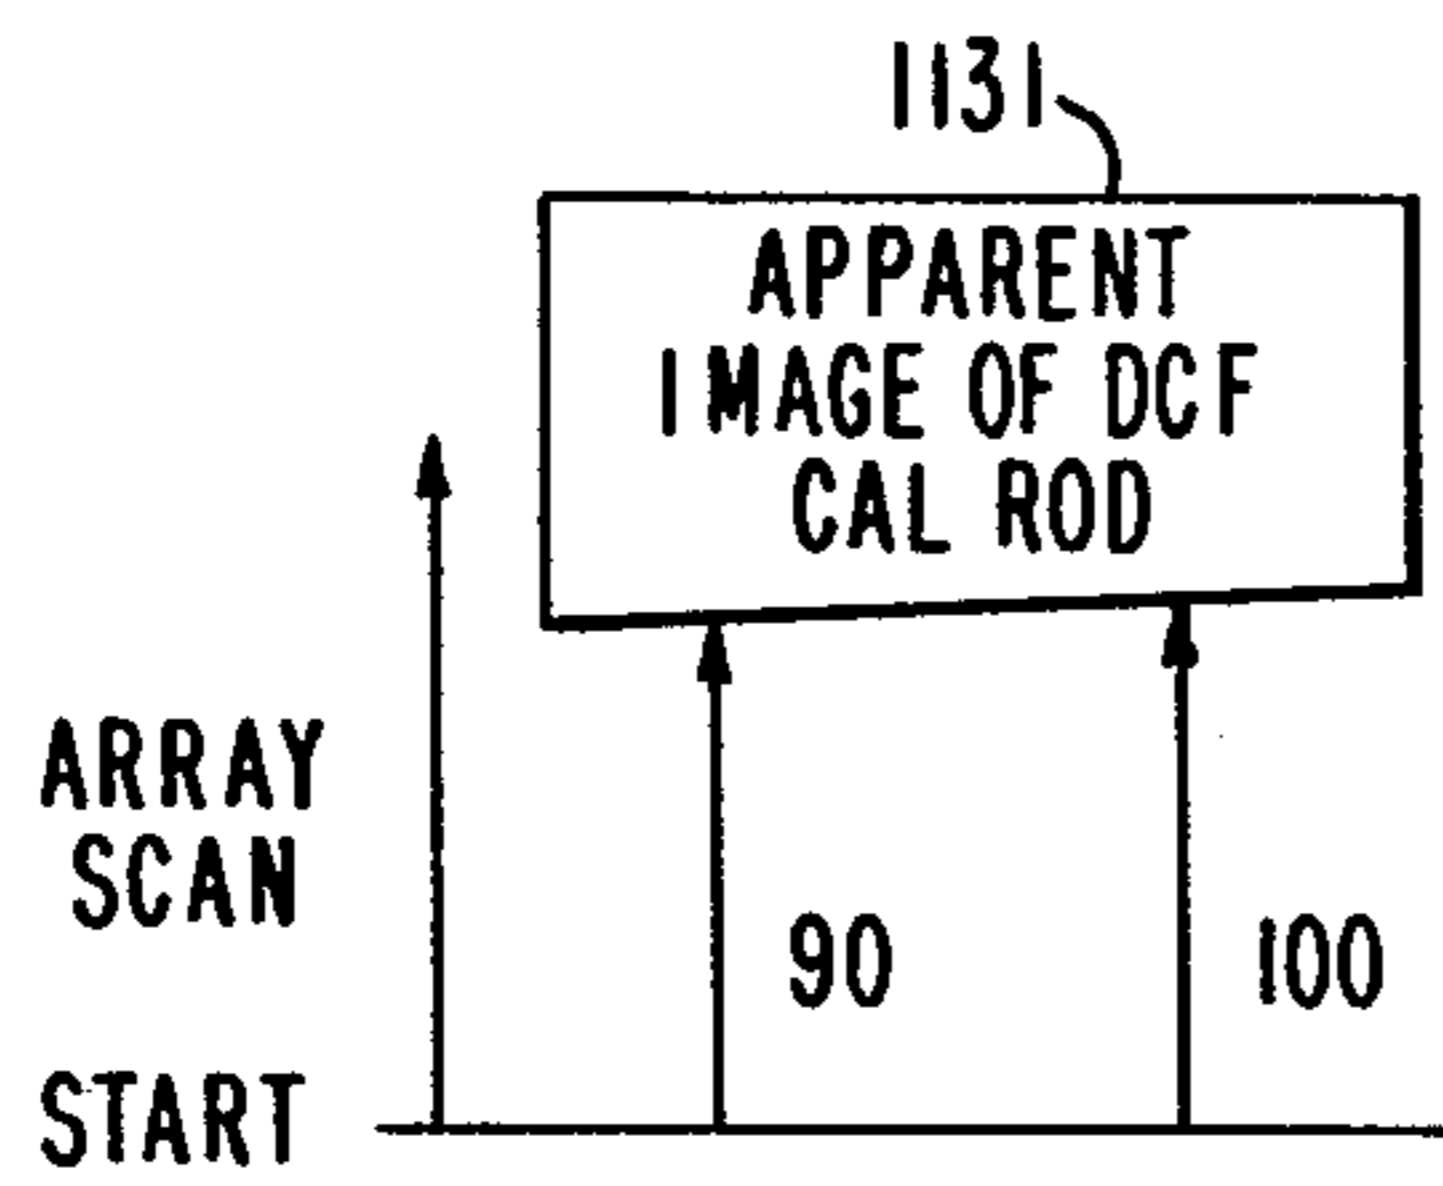 1131
APPARENT
IMAGE OF DCF
CAL ROD
ARRAY
SCAN
90
100
START